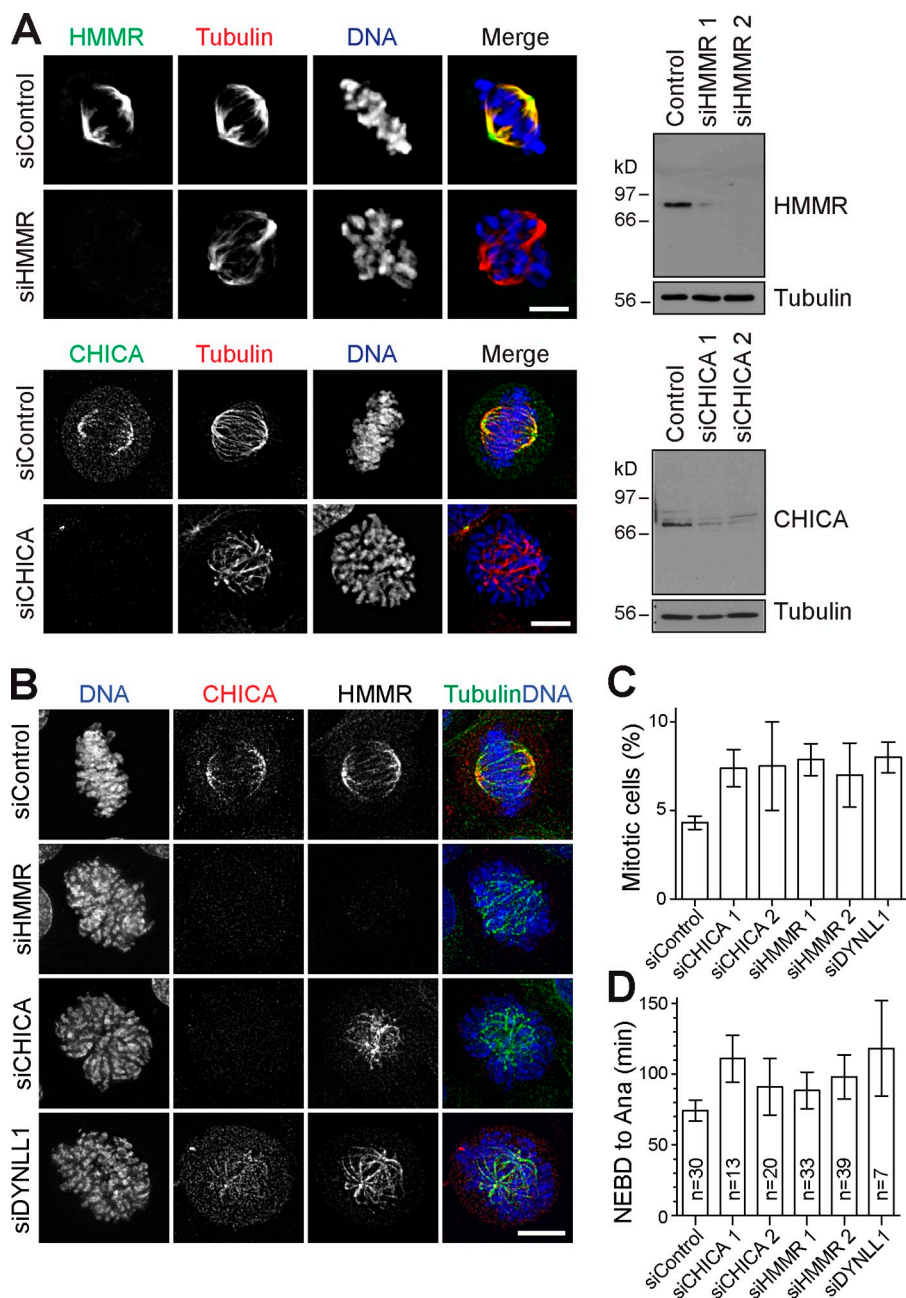 A
HMMR Tubulin DNA Merge
siControl
siHMMR
Control
siHMMR 1
siHMMR 2
kD
97
66
HMMR
56
Tubulin
CHICA Tubulin DNA Merge
siControl
siCHICA
Control
siCHICA 1
siCHICA 2
kD
97
66
CHICA
56
Tubulin
B
DNA CHICA HMMR TubulinDNA
siControl
siHMMR
siCHICA
siDYNLL1
C
Mitotic cells (%)
10
5
0
siControl
siCHICA 1
siCHICA 2
siHMMR 1
siHMMR 2
siDYNLL1
D
NEBD to Ana (min)
150
100
50
0
n=30
n=13
n=20
n=33
n=39
n=7
siControl
siCHICA 1
siCHICA 2
siHMMR 1
siHMMR 2
siDYNLL1